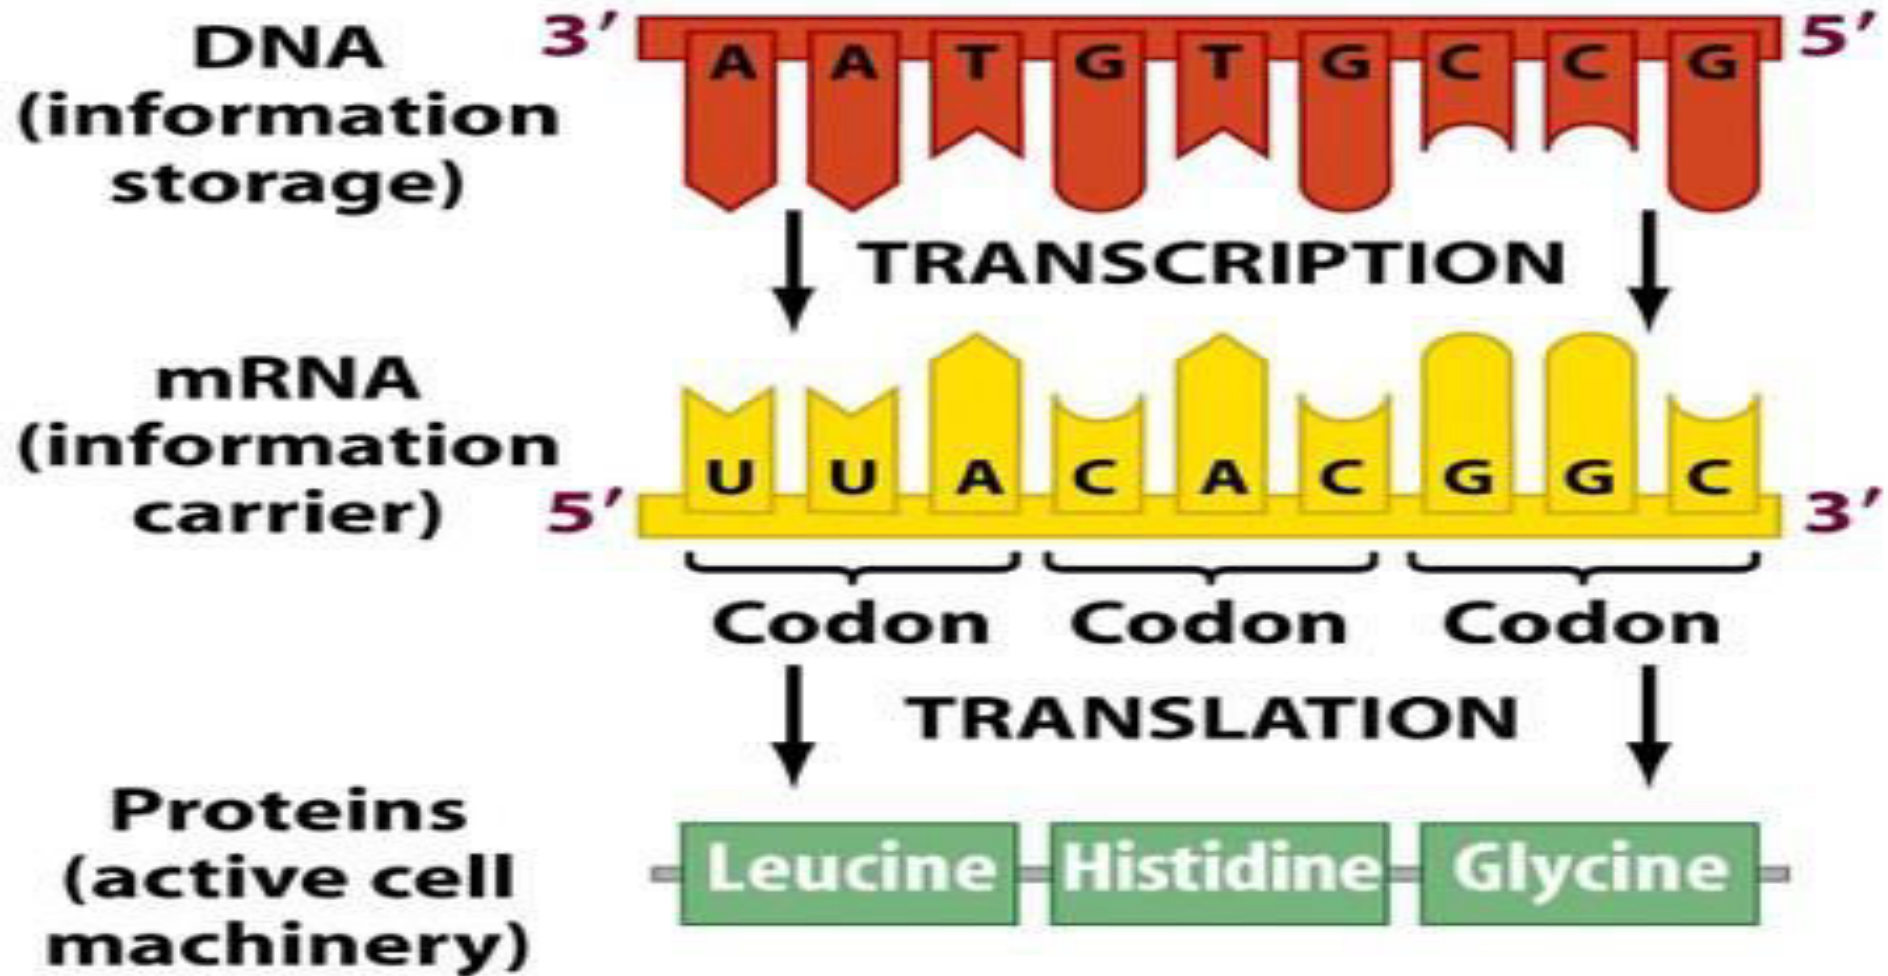 DNA
(information
storage)
3′ A A T G T G C C G 5′
TRANSCRIPTION
mRNA
(information
carrier)
5′ U U A C A C G G C 3′
Codon Codon Codon
TRANSLATION
Proteins
(active cell
machinery)
Leucine Histidine Glycine